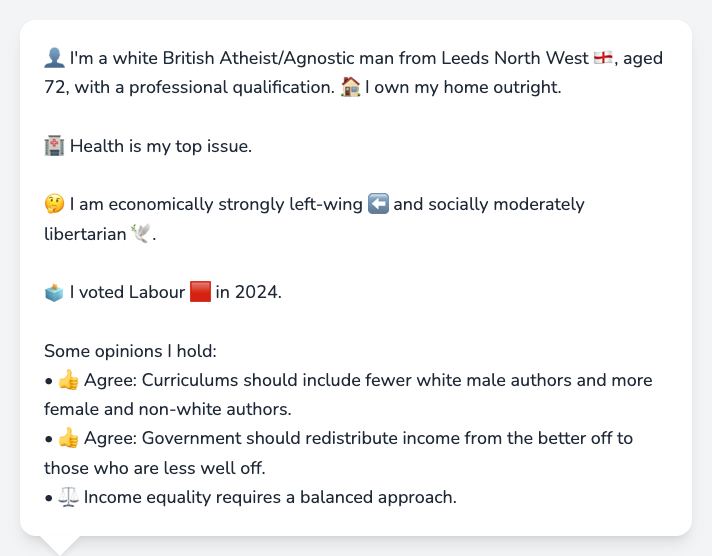 👤 I'm a white British Atheist/Agnostic man from Leeds North West 🏴󠁧󠁢󠁥󠁮󠁧󠁿, aged
72, with a professional qualification. 🏠 I own my home outright.
🏥 Health is my top issue.
🤔 I am economically strongly left-wing ⬅️ and socially moderately
libertarian 🕊️.
🗳️ I voted Labour 🟥 in 2024.
Some opinions I hold:
• 👍 Agree: Curriculums should include fewer white male authors and more
female and non-white authors.
• 👍 Agree: Government should redistribute income from the better off to
those who are less well off.
• ⚖️ Income equality requires a balanced approach.